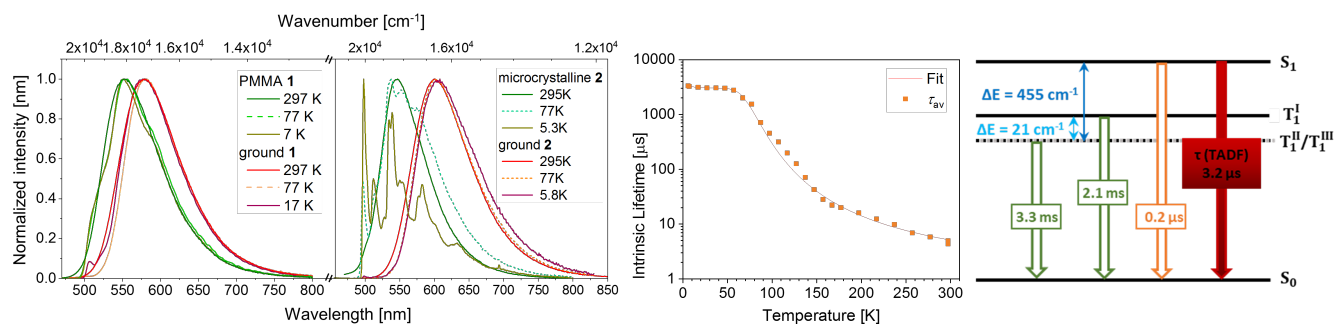 Wavenumber [cm⁻¹]
2x10⁴ 1.8x10⁴ 1.6x10⁴ 1.4x10⁴ 2x10⁴ 1.6x10⁴ 1.2x10⁴
Normalized intensity [nm]
1.0
0.8
0.6
0.4
0.2
0.0
PMMA 1
297 K
77 K
7 K
ground 1
297 K
77 K
17 K
microcrystalline 2
295K
77K
5.3K
ground 2
295K
77K
5.8K
500 550 600 650 700 750 800 500 550 600 650 700 750 800 850
Wavelength [nm]
Intrinsic Lifetime [µs]
10000
1000
100
10
1
Fit
τav
0 50 100 150 200 250 300
Temperature [K]
S₁
ΔE = 455 cm⁻¹
T₁ᴵ
ΔE = 21 cm⁻¹
T₁ᴵᴵ/T₁ᴵᴵᴵ
τ (TADF)
3.2 µs
2.1 ms
3.3 ms
0.2 µs
S₀